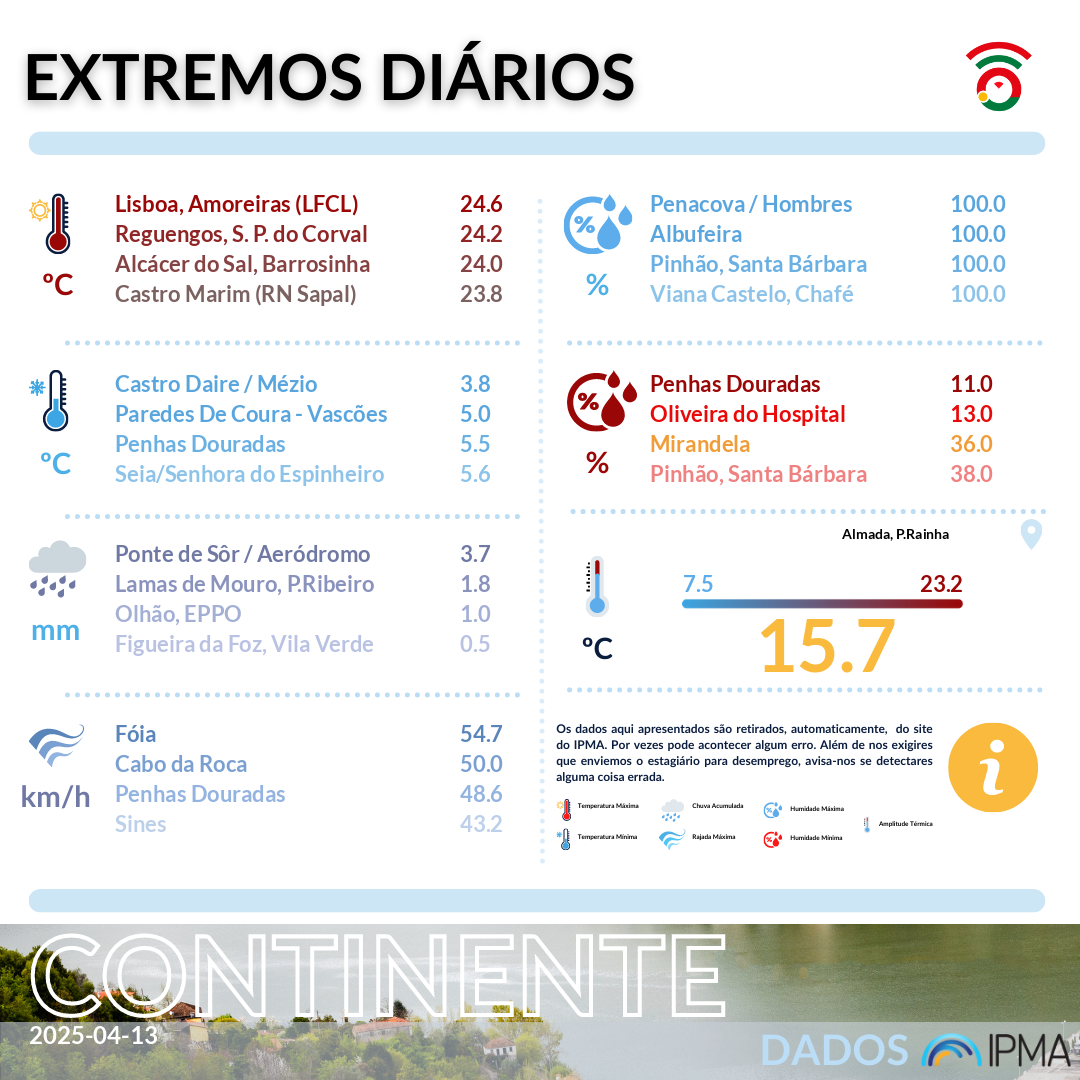 EXTREMOS DIÁRIOS
Lisboa, Amoreiras (LFCL) 24.6
Reguengos, S. P. do Corval 24.2
Alcácer do Sal, Barrosinha 24.0
Castro Marim (RN Sapal) 23.8
ºC
Castro Daire / Mézio 3.8
Paredes De Coura - Vascões 5.0
Penhas Douradas 5.5
Seia/Senhora do Espinheiro 5.6
ºC
Ponte de Sôr / Aeródromo 3.7
Lamas de Mouro, P.Ribeiro 1.8
Olhão, EPPO 1.0
Figueira da Foz, Vila Verde 0.5
mm
Fóia 54.7
Cabo da Roca 50.0
Penhas Douradas 48.6
Sines 43.2
km/h
%
Penacova / Hombres 100.0
Albufeira 100.0
Pinhão, Santa Bárbara 100.0
Viana Castelo, Chafé 100.0
%
%
Penhas Douradas 11.0
Oliveira do Hospital 13.0
Mirandela 36.0
Pinhão, Santa Bárbara 38.0
%
Almada, P.Rainha
7.5 23.2
15.7
ºC
Os dados aqui apresentados são retirados, automaticamente, do site
do IPMA. Por vezes pode acontecer algum erro. Além de nos exigires
que enviemos o estagiário para desemprego, avisa-nos se detectares
alguma coisa errada.
i
Temperatura Máxima
Chuva Acumulada
Humidade Máxima
Amplitude Térmica
Temperatura Mínima
Rajada Máxima
Humidade Mínima
CONTINENTE
2025-04-13
DADOS IPMA